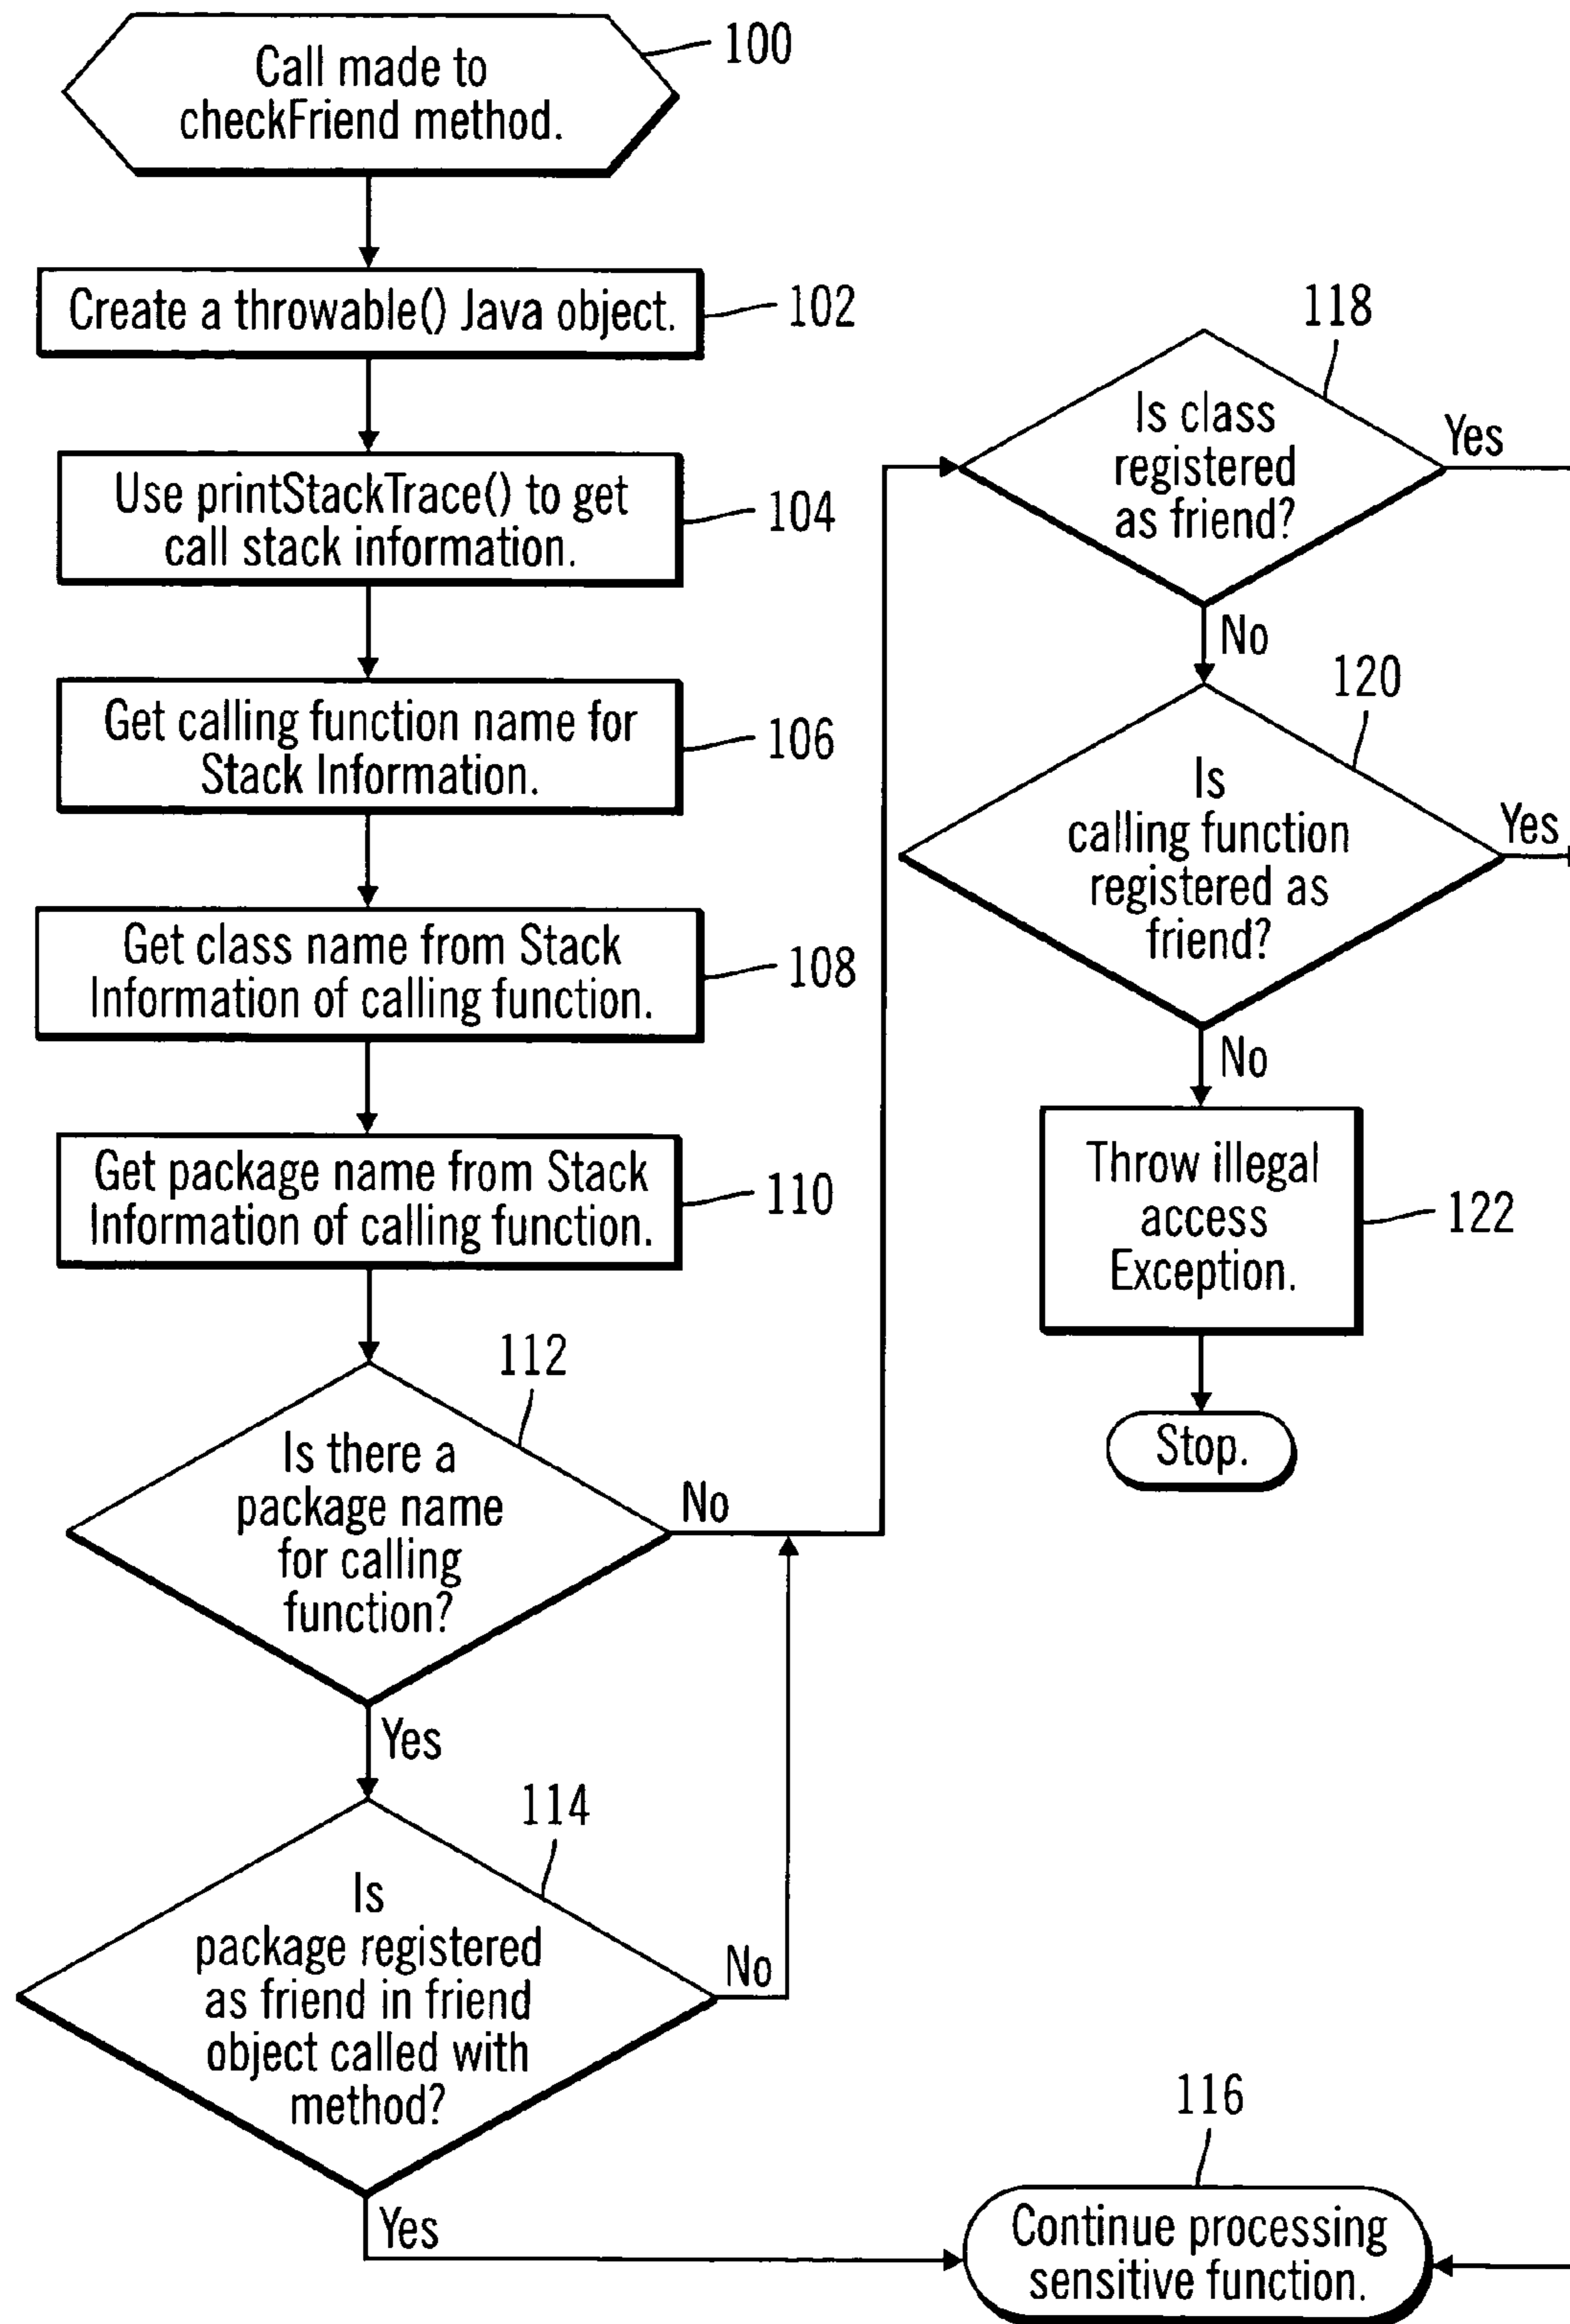 Call made to
checkFriend method.
100
Create a throwable() Java object.
102
Use printStackTrace() to get
call stack information.
104
Get calling function name for
Stack Information.
106
Get class name from Stack
Information of calling function.
108
Get package name from Stack
Information of calling function.
110
112
Is there a
package name
for calling
function?
No
Yes
114
Is
package registered
as friend in friend
object called with
method?
No
Yes
118
Is class
registered
as friend?
Yes
No
120
Is
calling function
registered as
friend?
Yes
No
Throw illegal
access
Exception.
122
Stop.
116
Continue processing
sensitive function.